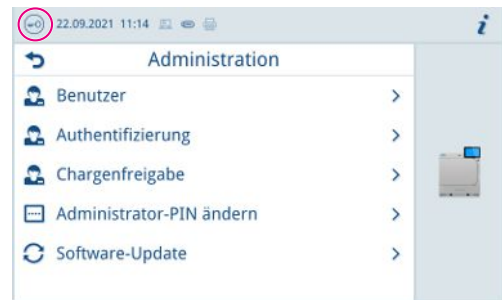 22.09.2021 11:14
Administration
Benutzer
Authentifizierung
Chargenfreigabe
Administrator-PIN ändern
Software-Update